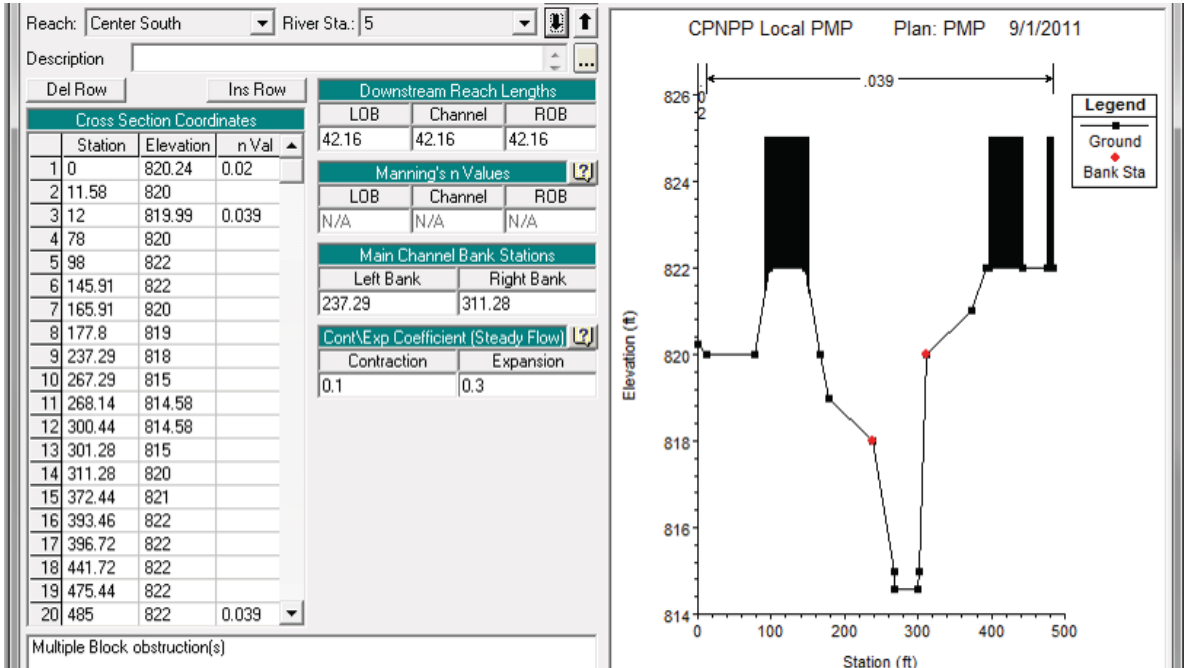 Reach: Center South River Sta.: 5
Description
...
Del Row Ins Row
Cross Section Coordinates
Station Elevation n Val
1 0 820.24 0.02
2 11.58 820
3 12 819.99 0.039
4 78 820
5 98 822
6 145.91 822
7 165.91 820
8 177.8 819
9 237.29 818
10 267.29 815
11 268.14 814.58
12 300.44 814.58
13 301.28 815
14 311.28 820
15 372.44 821
16 393.46 822
17 396.72 822
18 441.72 822
19 475.44 822
20 485 822 0.039
Downstream Reach Lengths
LOB Channel ROB
42.16 42.16 42.16
Manning's n Values ?
LOB Channel ROB
N/A N/A N/A
Main Channel Bank Stations
Left Bank Right Bank
237.29 311.28
Cont\Exp Coefficient (Steady Flow) ?
Contraction Expansion
0.1 0.3
Multiple Block obstruction(s)
CPNPP Local PMP Plan: PMP 9/1/2011
.02
.039
Legend
Ground
Bank Sta
826
824
822
820
818
816
814
Elevation (ft)
0 100 200 300 400 500
Station (ft)